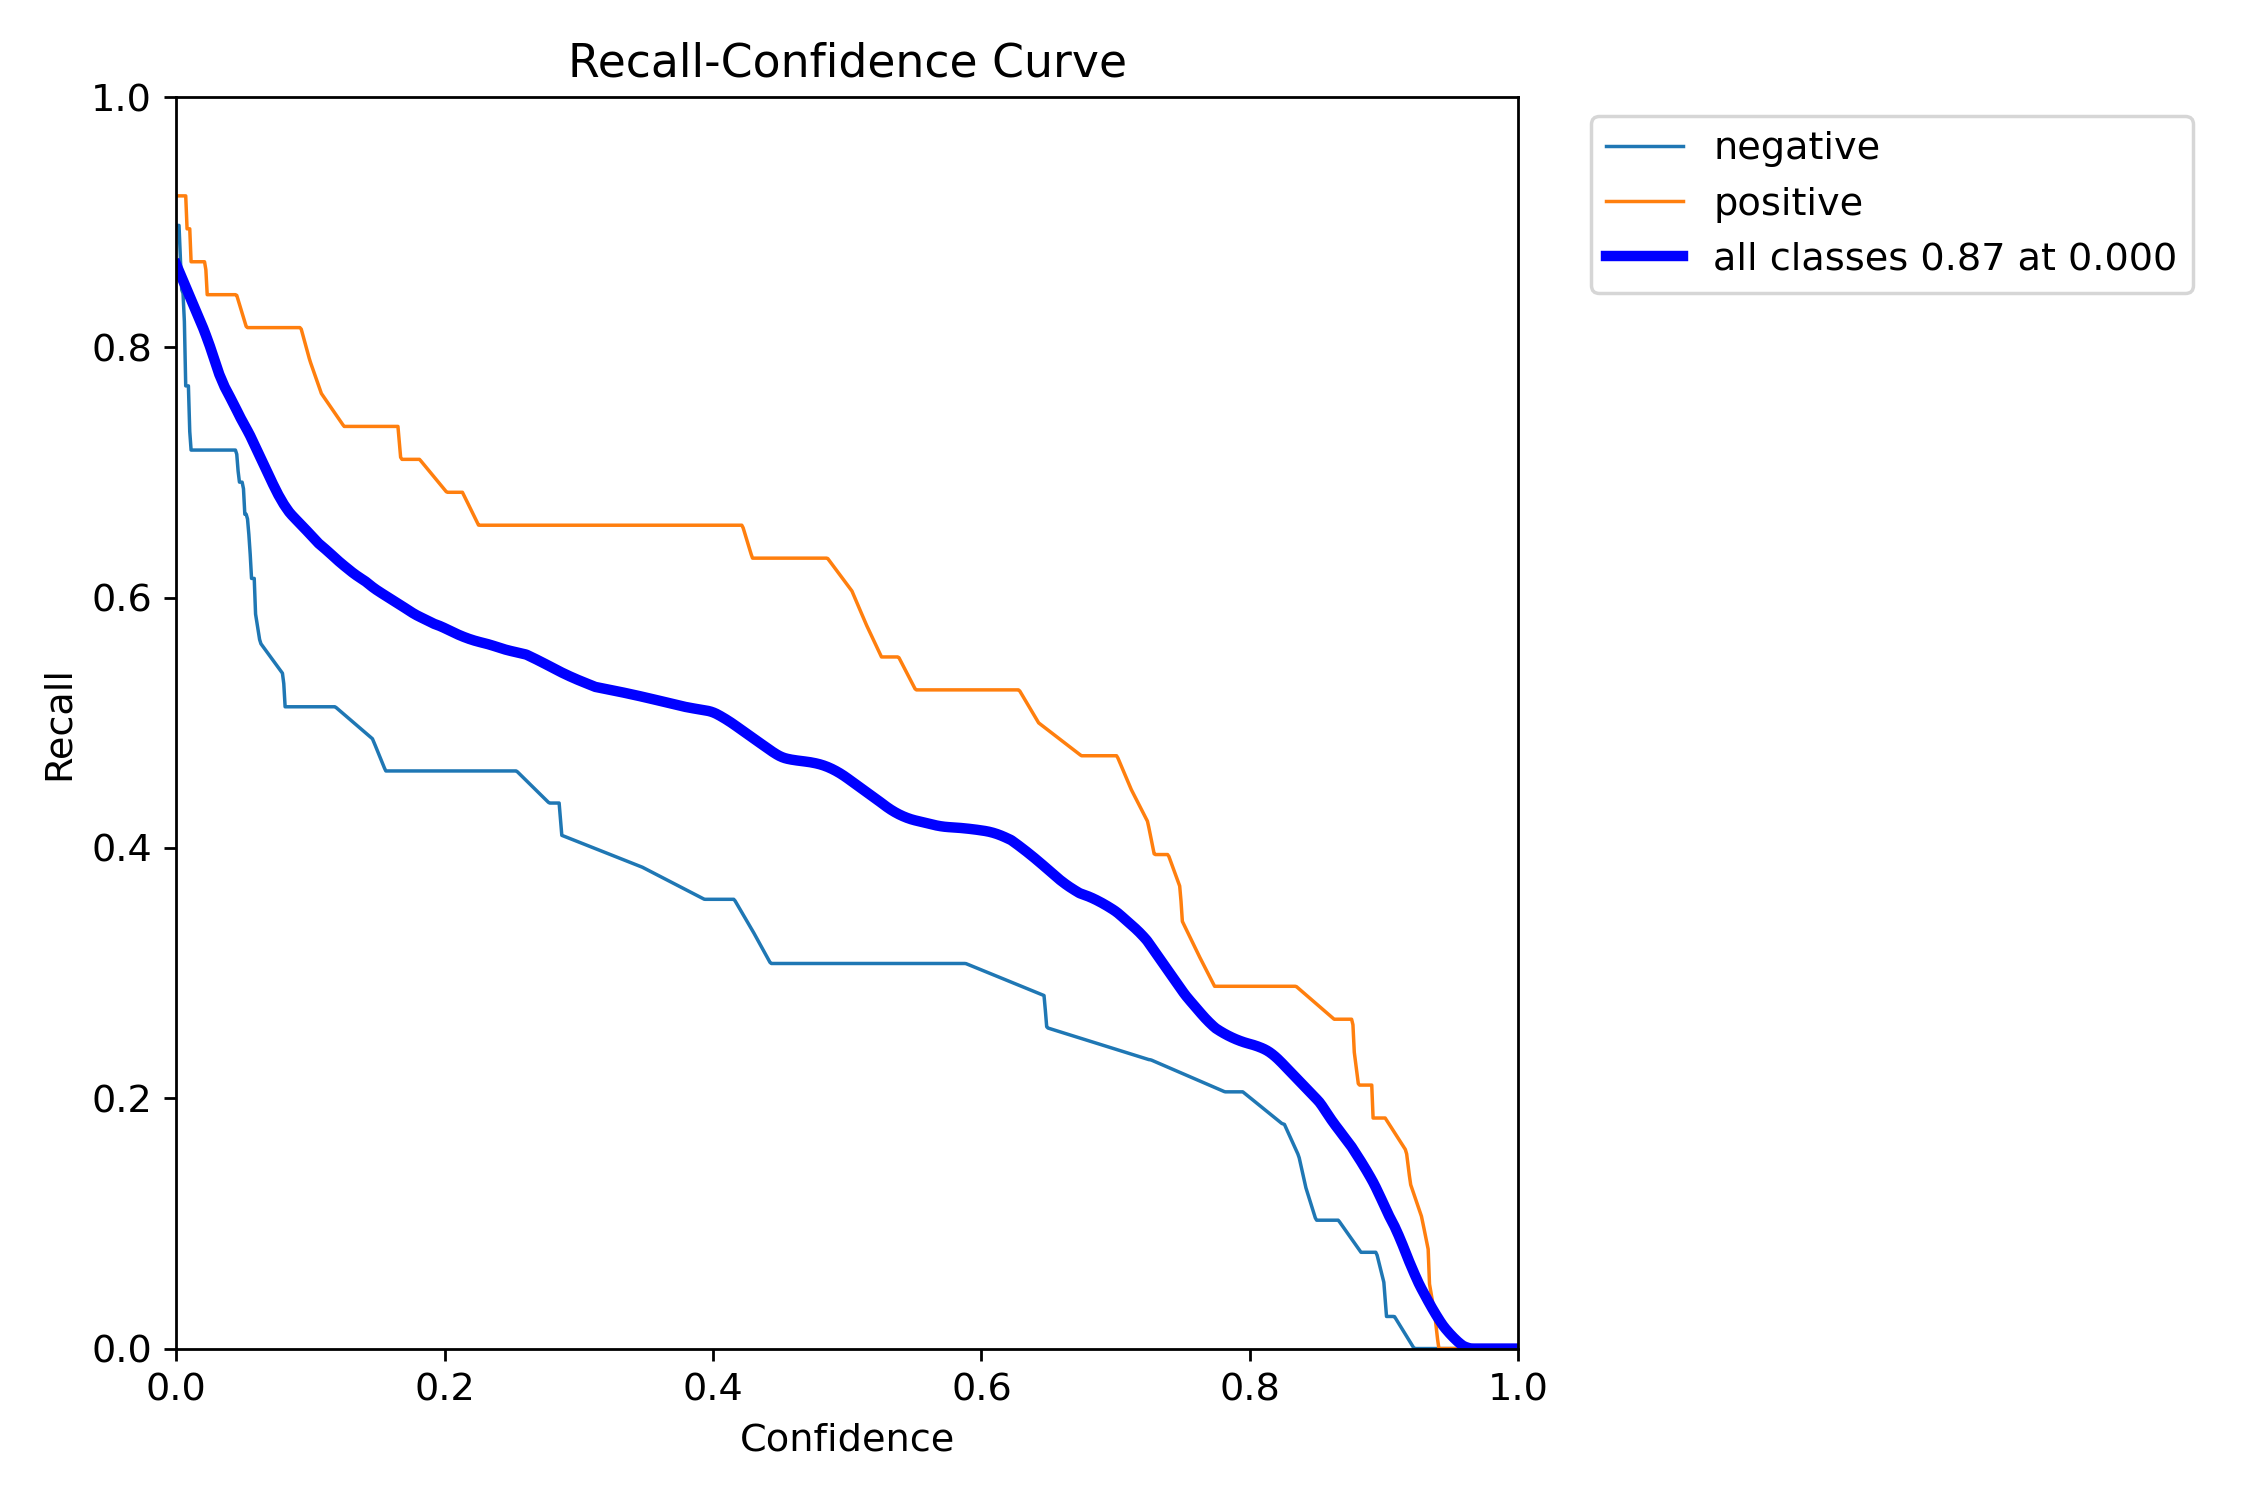 Recall-Confidence Curve
1.0
0.8
0.6
0.4
0.2
0.0
Recall
0.0 0.2 0.4 0.6 0.8 1.0
Confidence
negative
positive
all classes 0.87 at 0.000